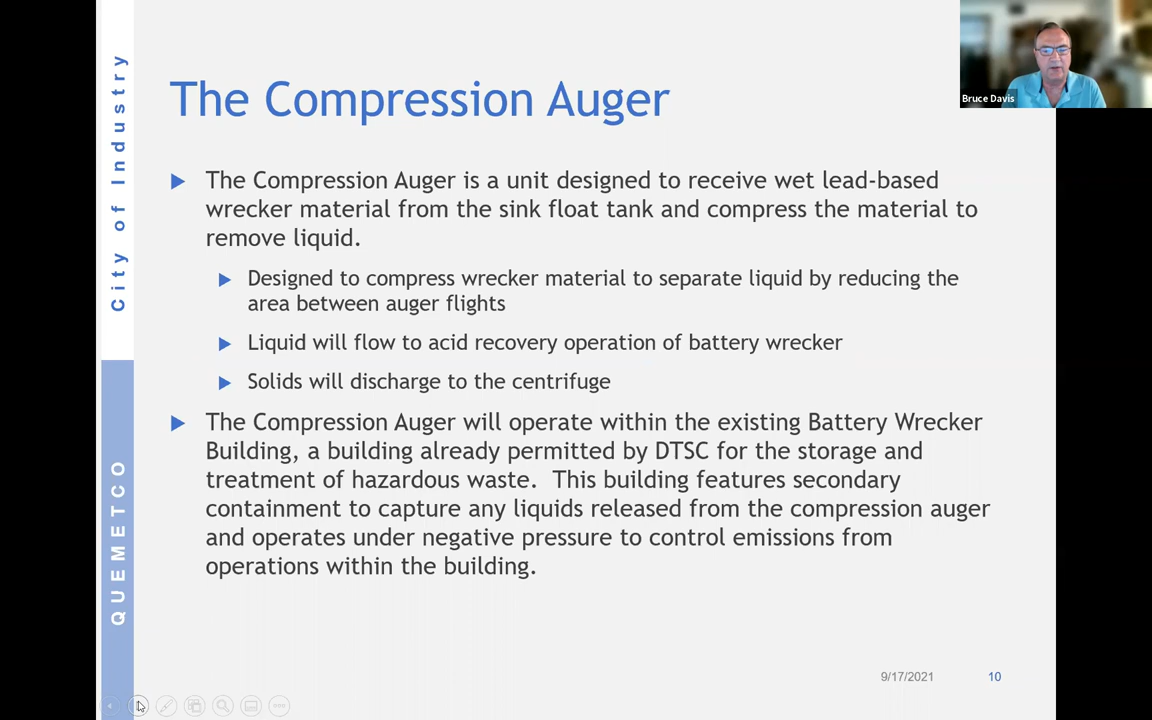 The Compression Auger
The Compression Auger is a unit designed to receive wet lead-based
wrecker material from the sink float tank and compress the material to
remove liquid.
Designed to compress wrecker material to separate liquid by reducing the
area between auger flights
Liquid will flow to acid recovery operation of battery wrecker
Solids will discharge to the centrifuge
The Compression Auger will operate within the existing Battery Wrecker
Building, a building already permitted by DTSC for the storage and
treatment of hazardous waste.  This building features secondary
containment to capture any liquids released from the compression auger
and operates under negative pressure to control emissions from
operations within the building.
City of Industry
QUEMETCO
9/17/2021
10
Bruce Davis